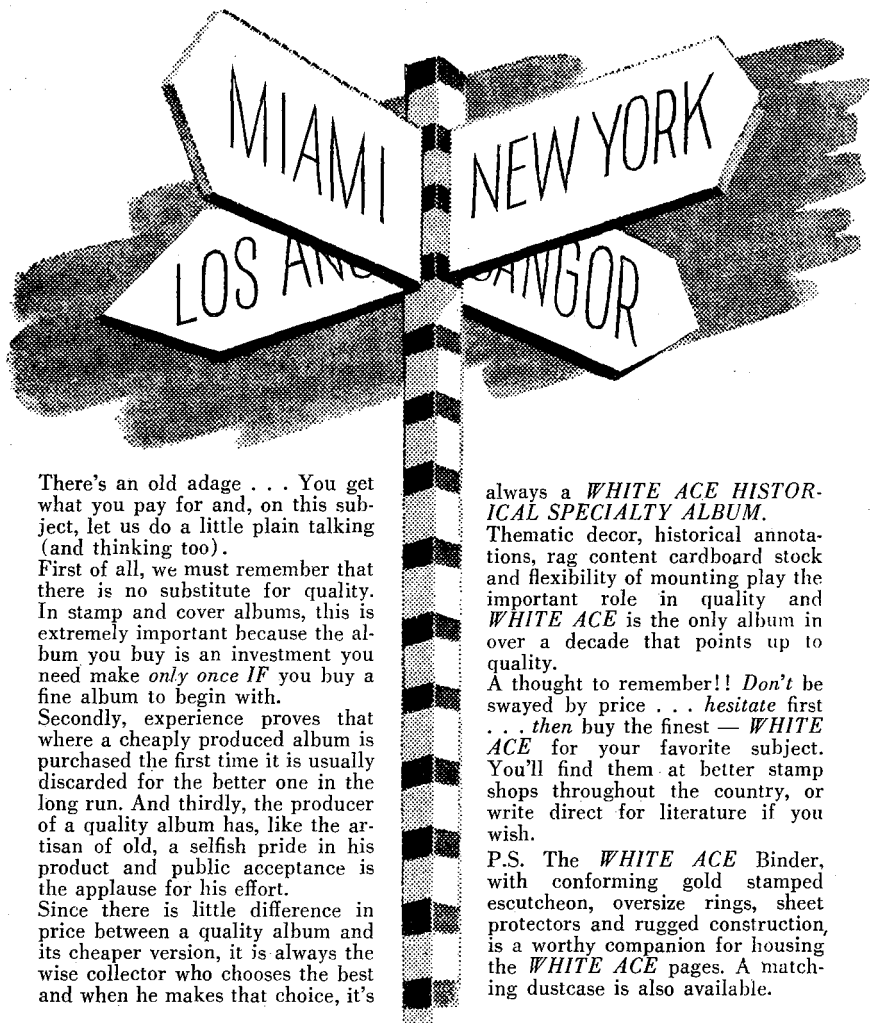 MIAMI
NEW YORK
LOS ANG
ANGOR
There's an old adage . . . You get
what you pay for and, on this sub-
ject, let us do a little plain talking
(and thinking too).
First of all, we must remember that
there is no substitute for quality.
In stamp and cover albums, this is
extremely important because the al-
bum you buy is an investment you
need make only once IF you buy a
fine album to begin with.
Secondly, experience proves that
where a cheaply produced album is
purchased the first time it is usually
discarded for the better one in the
long run. And thirdly, the producer
of a quality album has, like the ar-
tisan of old, a selfish pride in his
product and public acceptance is
the applause for his effort.
Since there is little difference in
price between a quality album and
its cheaper version, it is always the
wise collector who chooses the best
and when he makes that choice, it's
always a WHITE ACE HISTOR-
ICAL SPECIALTY ALBUM.
Thematic decor, historical annota-
tions, rag content cardboard stock
and flexibility of mounting play the
important role in quality and
WHITE ACE is the only album in
over a decade that points up to
quality.
A thought to remember!! Don't be
swayed by price . . . hesitate first
. . . then buy the finest — WHITE
ACE for your favorite subject.
You'll find them at better stamp
shops throughout the country, or
write direct for literature if you
wish.
P.S. The WHITE ACE Binder,
with conforming gold stamped
escutcheon, oversize rings, sheet
protectors and rugged construction,
is a worthy companion for housing
the WHITE ACE pages. A match-
ing dustcase is also available.